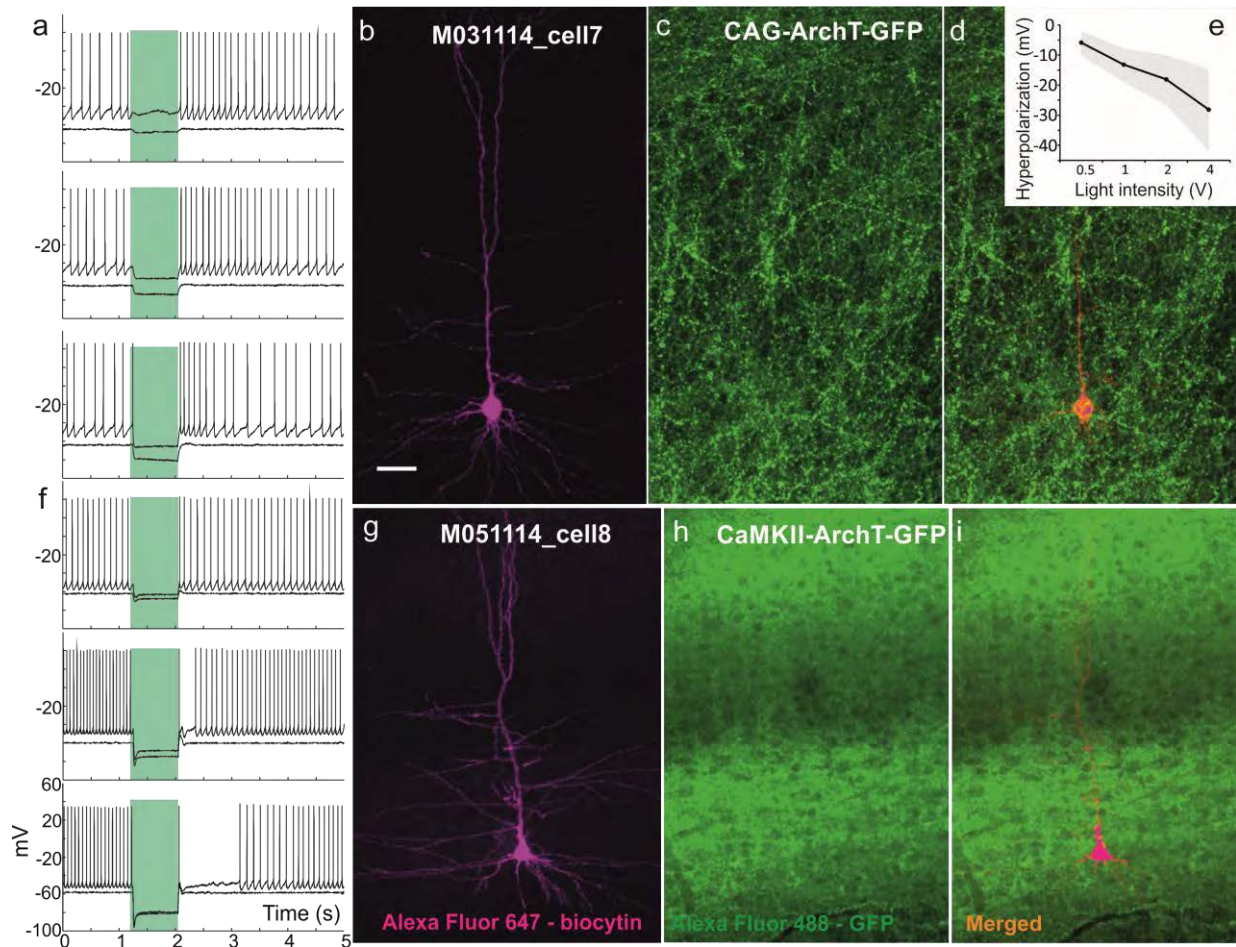 a
-20
-20
-20
b
M031114_cell7
c
CAG-ArchT-GFP
d
e
0
-10
-20
-30
-40
Hyperpolarization (mV)
0.5 1 2 4
Light intensity (V)
f
-20
-20
60
20
-20
-60
-100
mV
Time (s)
0 1 2 3 4 5
g
M051114_cell8
Alexa Fluor 647 - biocytin
h
CaMKII-ArchT-GFP
Alexa Fluor 488 - GFP
i
Merged